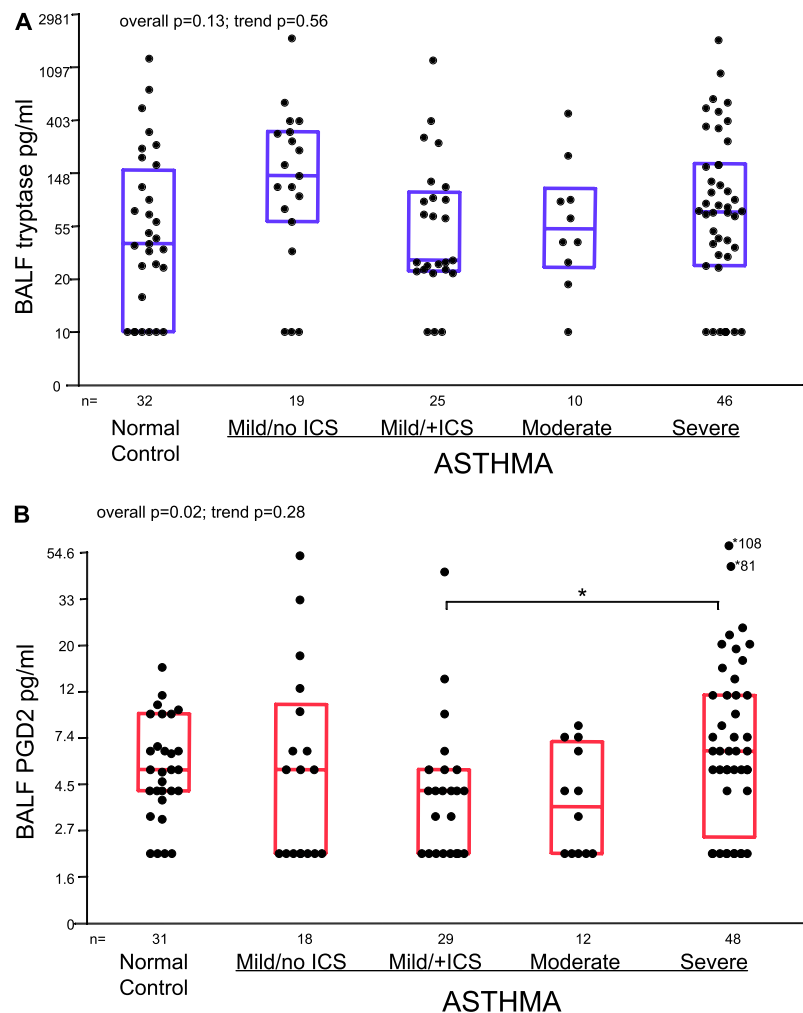 A
overall p=0.13; trend p=0.56
BALF tryptase pg/ml
2981
1097
403
148
55
20
10
0
n= 32 19 25 10 46
Normal Control
Mild/no ICS
Mild/+ICS
Moderate
Severe
ASTHMA
B
overall p=0.02; trend p=0.28
BALF PGD2 pg/ml
54.6
33
20
12
7.4
4.5
2.7
1.6
0
*108
*81
*
n= 31 18 29 12 48
Normal Control
Mild/no ICS
Mild/+ICS
Moderate
Severe
ASTHMA